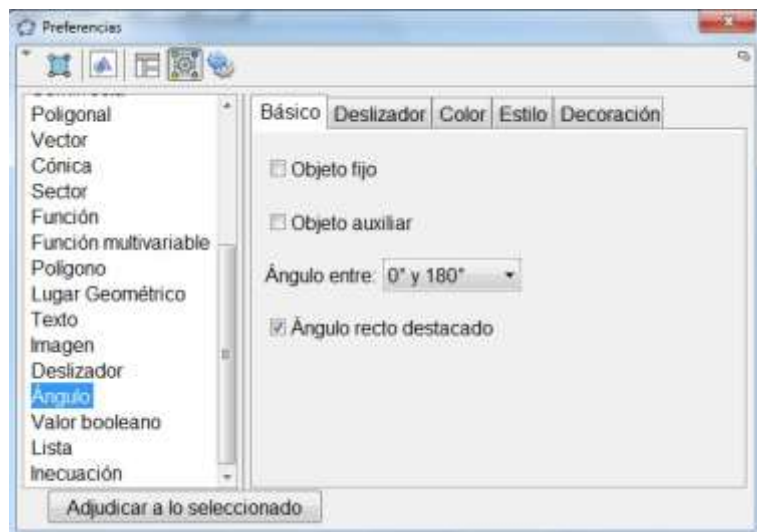 Preferencias
Poligonal
Vector
Cónica
Sector
Función
Función multivariable
Polígono
Lugar Geométrico
Texto
Imagen
Deslizador
Ángulo
Valor booleano
Lista
Inecuación
Básico Deslizador Color Estilo Decoración
Objeto fijo
Objeto auxiliar
Ángulo entre: 0° y 180°
Ángulo recto destacado
Adjudicar a lo seleccionado